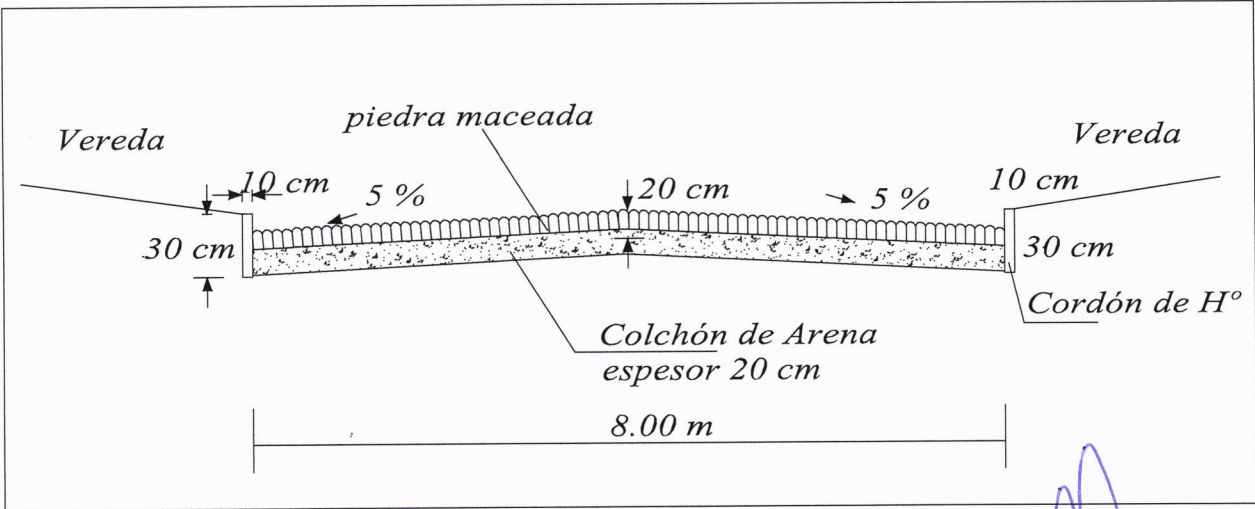 piedra maceada
Vereda
Vereda
10 cm
5 %
20 cm
5 %
10 cm
30 cm
30 cm
Cordón de Hº
Colchón de Arena
espesor 20 cm
8.00 m